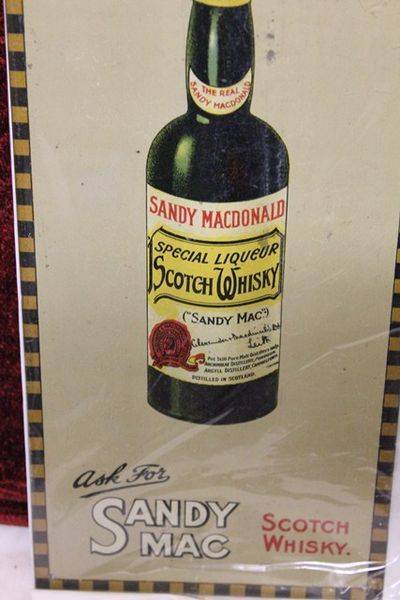 THE REAL
SANDY MACDONALD
SANDY MACDONALD
SPECIAL LIQUEUR
SCOTCH WHISKY
("SANDY MAC")
Leith
DISTILLED IN SCOTLAND.
Ask For
SANDY
MAC
SCOTCH
WHISKY.